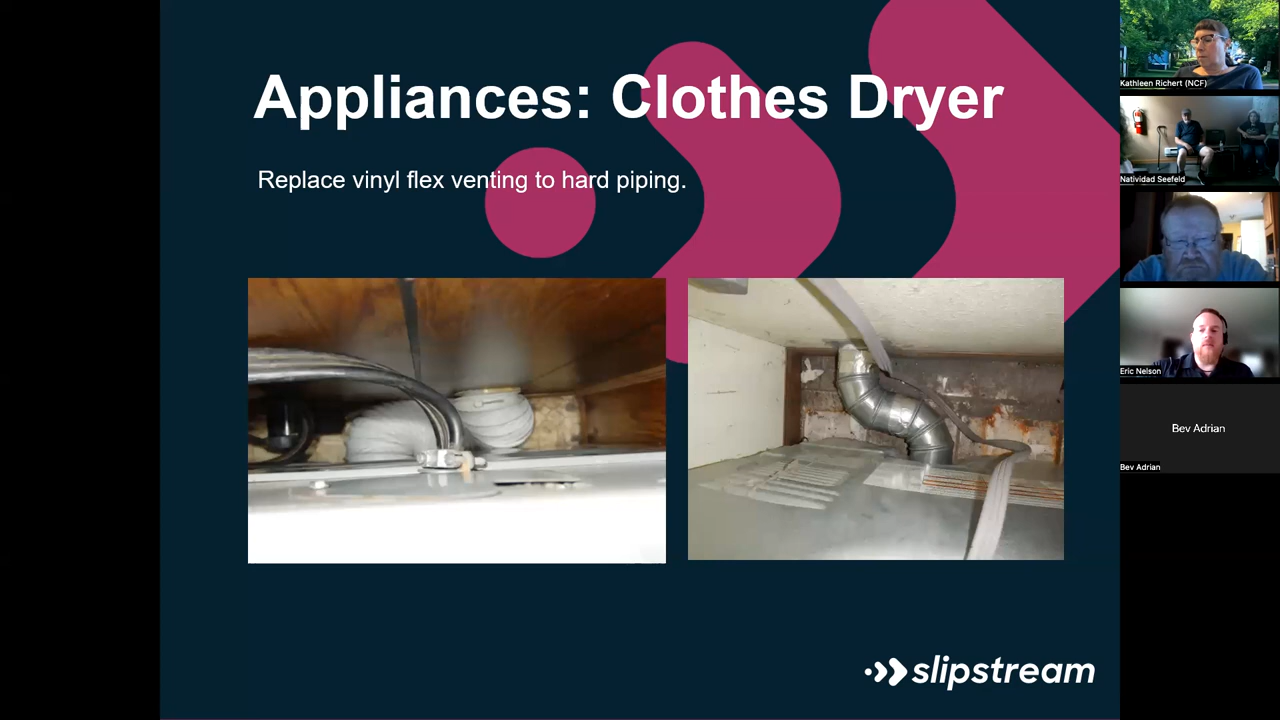 Appliances: Clothes Dryer
Replace vinyl flex venting to hard piping.
slipstream
Kathleen Richert (NCF)
Natividad Seefeld
Eric Nelson
Bev Adrian
Bev Adrian